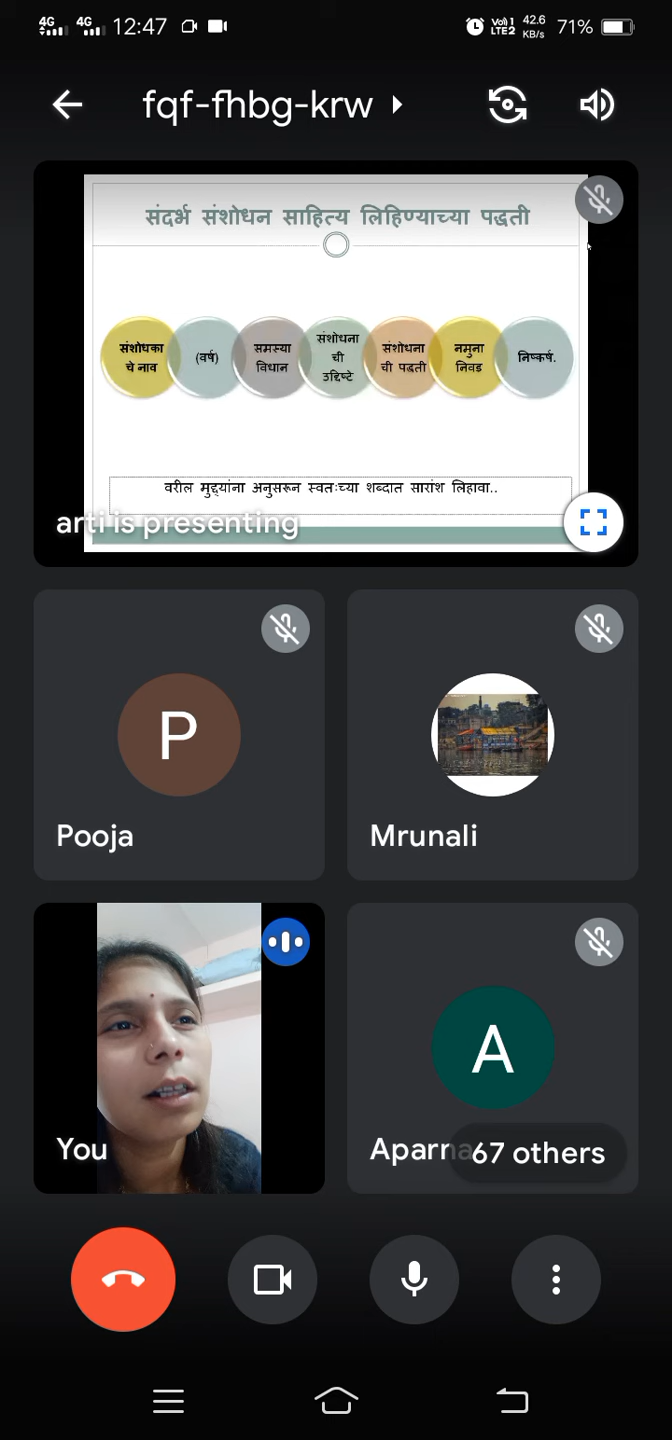 4G 4G 12:47 Vo) 1 LTE2 42.6 KB/s 71%
fqf-fhbg-krw
संदर्भ संशोधन साहित्य लिहिण्याच्या पद्धती
संशोधका
चे नाव
(वर्ष)
समस्या
विधान
संशोधना
ची
उद्दिष्टे
संशोधना
ची पद्धती
नमुना
निवड
निष्कर्ष.
वरील मुद्द्यांना अनुसरून स्वतःच्या शब्दात सारांश लिहावा..
arti is presenting
P
Pooja
Mrunali
You
A
Aparna
67 others